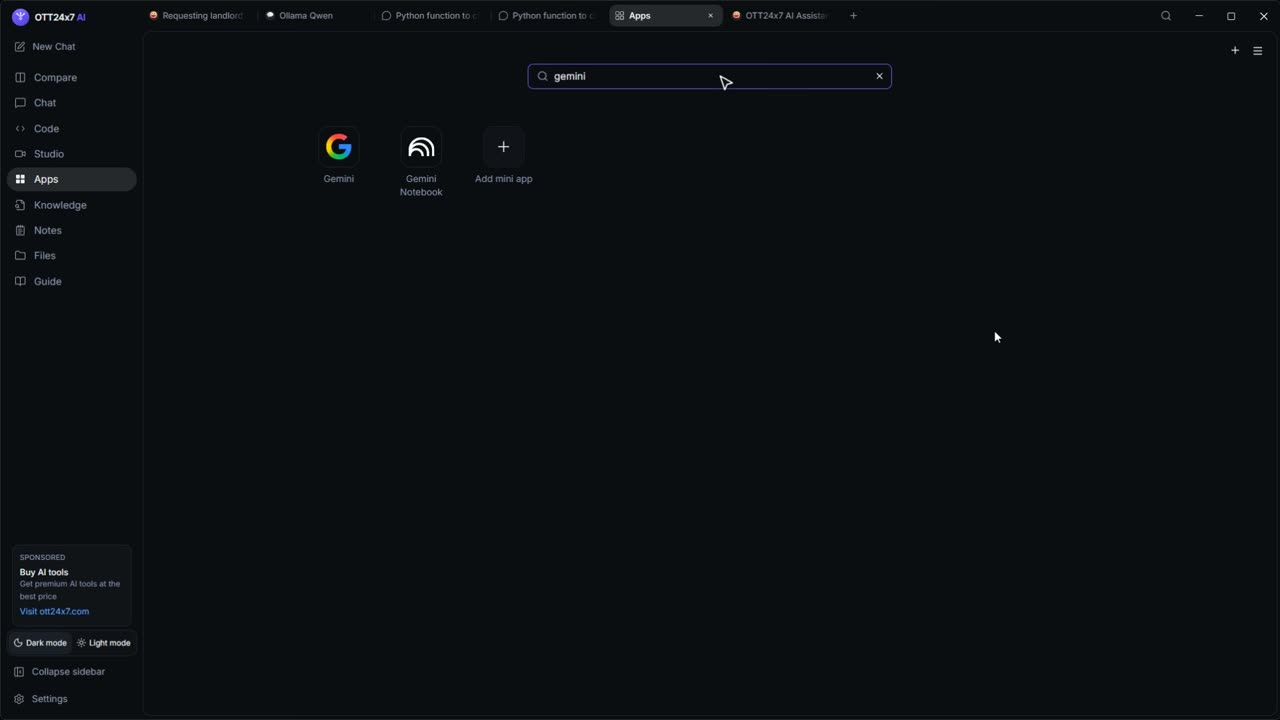 OTT24x7 AI
Requesting landlord
Ollama Qwen
Python function to c
Python function to c
Apps
OTT24x7 AI Assista
New Chat
Compare
Chat
Code
Studio
Apps
Knowledge
Notes
Files
Guide
gemini
Gemini
Gemini
Notebook
Add mini app
SPONSORED
Buy AI tools
Get premium AI tools at the
best price
Visit ott24x7.com
Dark mode
Light mode
Collapse sidebar
Settings